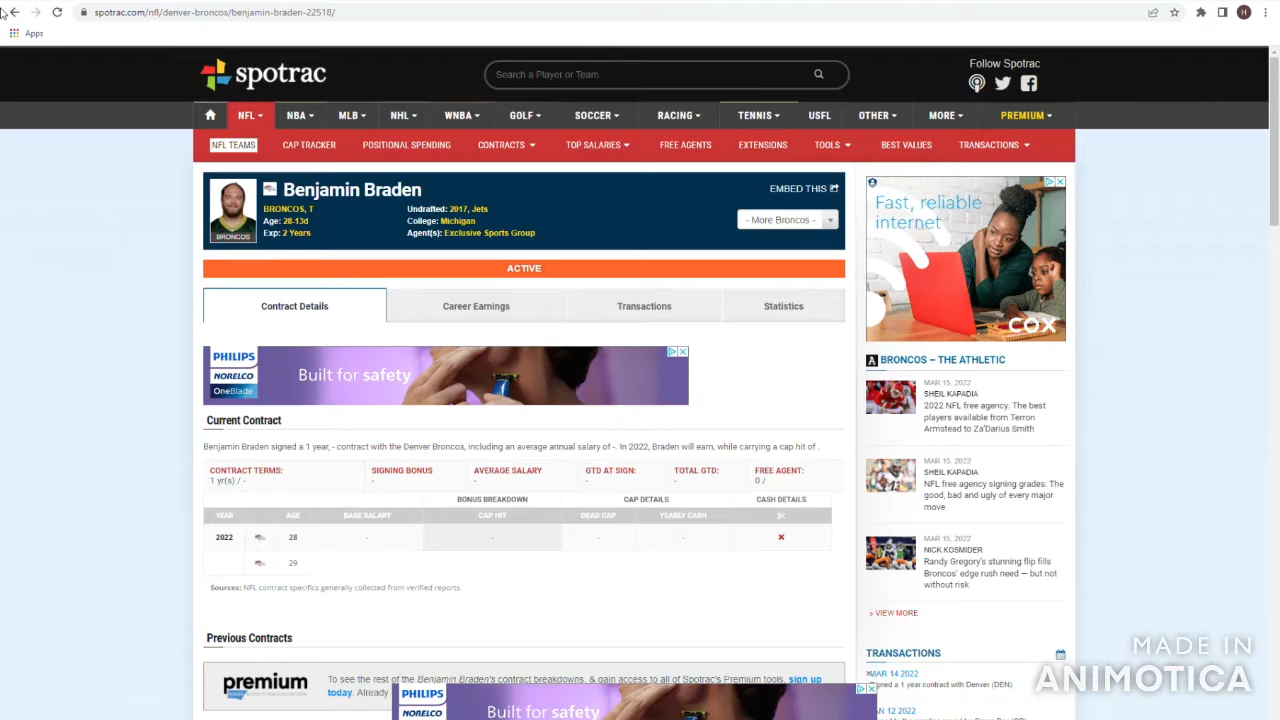 spotrac.com/nfl/denver-broncos/benjamin-braden-22518/
H
Apps
spotrac
Search a Player or Team
Follow Spotrac
NFL NBA MLB NHL WNBA GOLF SOCCER RACING TENNIS USFL OTHER MORE PREMIUM
NFL TEAMS CAP TRACKER POSITIONAL SPENDING CONTRACTS TOP SALARIES FREE AGENTS EXTENSIONS TOOLS BEST VALUES TRANSACTIONS
Benjamin Braden
EMBED THIS
BRONCOS, T
Undrafted: 2017, Jets
Age: 28-13d
College: Michigan
Exp: 2 Years
Agent(s): Exclusive Sports Group
- More Broncos -
BRONCOS
ACTIVE
Contract Details Career Earnings Transactions Statistics
PHILIPS
NORELCO
OneBlade
Built for safety
Current Contract
Benjamin Braden signed a 1 year, - contract with the Denver Broncos, including an average annual salary of -. In 2022, Braden will earn, while carrying a cap hit of .
CONTRACT TERMS: SIGNING BONUS AVERAGE SALARY GTD AT SIGN: TOTAL GTD: FREE AGENT:
1 yr(s) / - - - - - 0 /
BONUS BREAKDOWN CAP DETAILS CASH DETAILS
YEAR AGE BASE SALARY CAP HIT DEAD CAP YEARLY CASH
2022 28 - - - -
29
Sources: NFL contract specifics generally collected from verified reports.
Previous Contracts
premium
To see the rest of the Benjamin Braden's contract breakdowns, & gain access to all of Spotrac's Premium tools, sign up
today. Already
PHILIPS
NORELCO
Built for safety
Fast, reliable
internet
COX
A BRONCOS – THE ATHLETIC
MAR 15, 2022
SHEIL KAPADIA
2022 NFL free agency: The best
players available from Terron
Armstead to Za'Darius Smith
MAR 15, 2022
SHEIL KAPADIA
NFL free agency signing grades: The
good, bad and ugly of every major
move
MAR 15, 2022
NICK KOSMIDER
Randy Gregory's stunning flip fills
Broncos' edge rush need — but not
without risk
» VIEW MORE
TRANSACTIONS
MAR 14 2022
Signed a 1 year contract with Denver (DEN)
AN 12 2022
MADE IN
ANIMOTICA